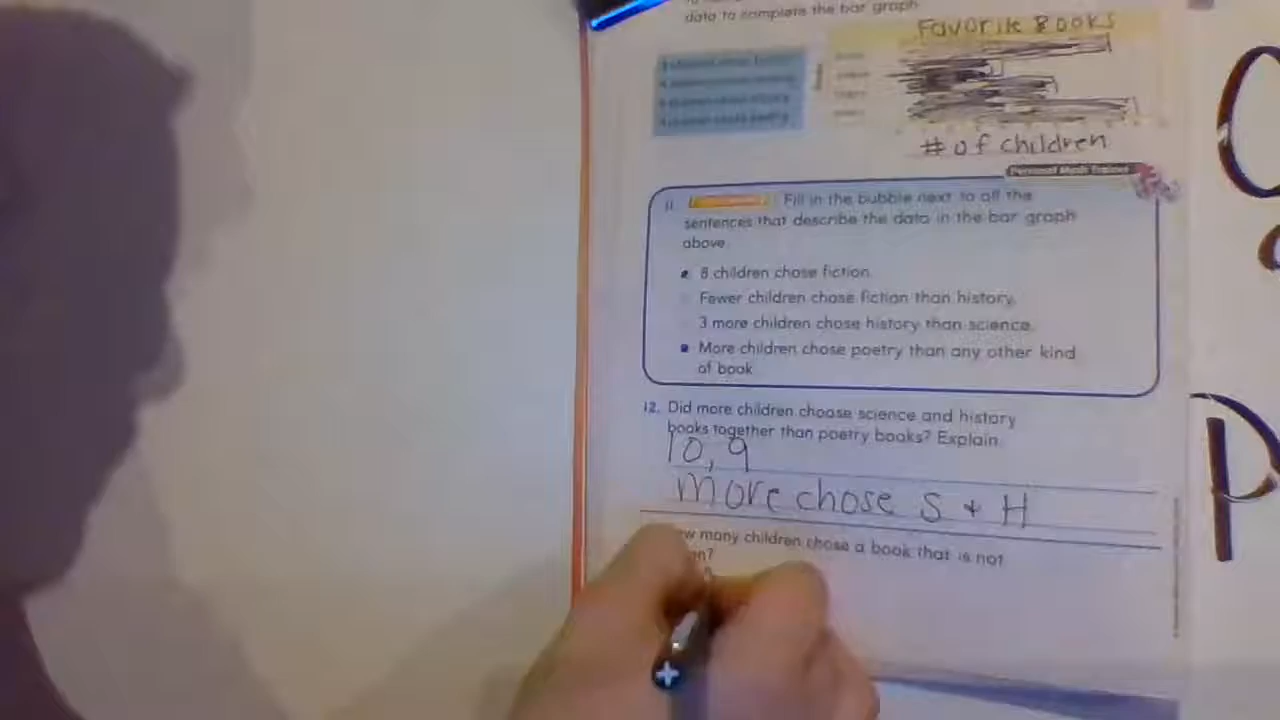 data to complete the bar graph
Favorite Books
# of children
Personal Math Trainer
11. Fill in the bubble next to all the
sentences that describe the data in the bar graph
above.
8 children chose fiction.
Fewer children chose fiction than history.
3 more children chose history than science.
More children chose poetry than any other kind
of book
12. Did more children choose science and history
books together than poetry books? Explain.
10, 9
More chose S + H
many children chose a book that is not